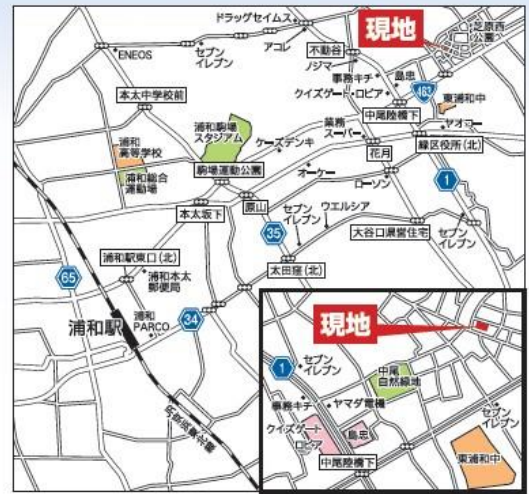 ドラッグセイムス
アコレ
ENEOS
セブン
イレブン
不動谷
ノジマ
現地
芝原西
公園
事務キチ
島忠
クイズゲート
ロピア
463
東浦和中
中尾陸橋下
本太中学校前
浦和駒場
スタジアム
業務
スーパー
ヤオコー
ケーズデンキ
花月
緑区役所(北)
浦和
高等学校
浦和総合
運動場
駒場運動公園
オーケー
ローソン
1
本太坂下
原山
セブン
イレブン
ウエルシア
35
大谷口県営住宅
セブン
イレブン
65
浦和駅東口(北)
浦和本太
郵便局
太田窪(北)
浦和駅
浦和
PARCO
34
現地
1
セブン
イレブン
中尾
自然緑地
事務キチ
ヤマダ電機
クイズゲート
ロピア
島忠
中尾陸橋下
セブン
イレブン
東浦和中